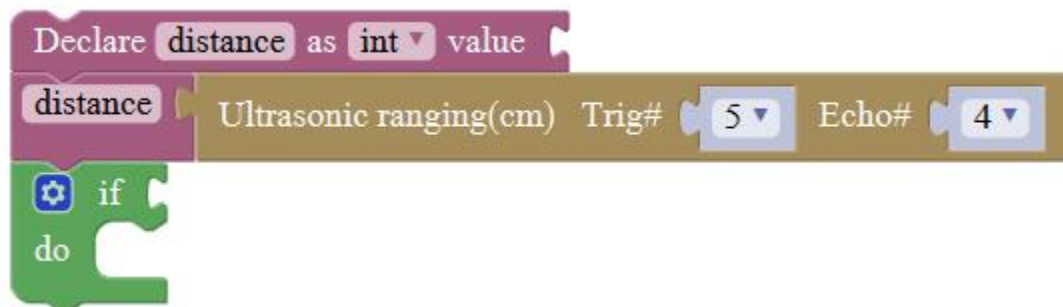 Declare distance as int value
distance Ultrasonic ranging(cm) Trig# 5 Echo# 4
if
do